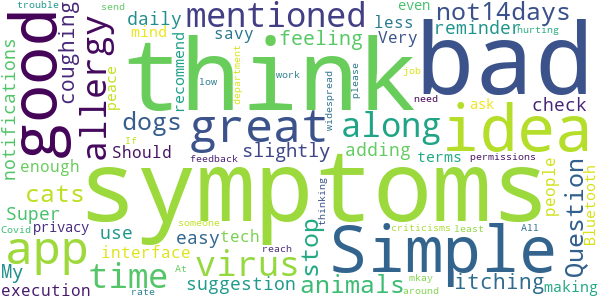 trouble
send
daily
less
mentioned
not14days
even
good
coughing
allergy
savy
mind
Very
feeling
reminder
hurting
recommend
think
bad
notifications
peace
dogs
great
along
idea
department
low
work
widespread
please
job
need
ask
check
Should
slightly
adding
terms
people
Bluetooth
If
enough
feedback
symptoms
permissions
cats
Super
Covid
privacy
use
easy
tech
stop
thinking
Simple
Question
criticisms
least
All
My
app
interface
someone
reach
itching
execution
time
At
rate
virus
suggestion
animals
mkay
around
making